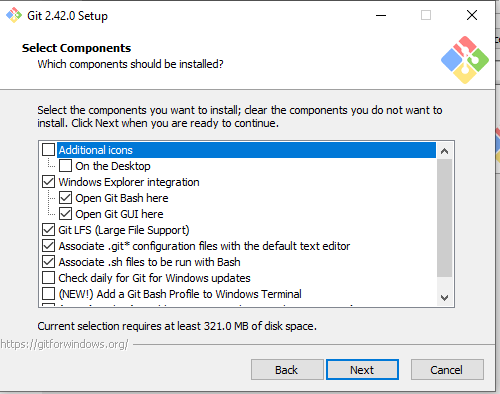 Git 2.42.0 Setup
Select Components
Which components should be installed?
Select the components you want to install; clear the components you do not want to
install. Click Next when you are ready to continue.
Additional icons
On the Desktop
Windows Explorer integration
Open Git Bash here
Open Git GUI here
Git LFS (Large File Support)
Associate .git* configuration files with the default text editor
Associate .sh files to be run with Bash
Check daily for Git for Windows updates
(NEW!) Add a Git Bash Profile to Windows Terminal
Current selection requires at least 321.0 MB of disk space.
https://gitforwindows.org/
Back
Next
Cancel